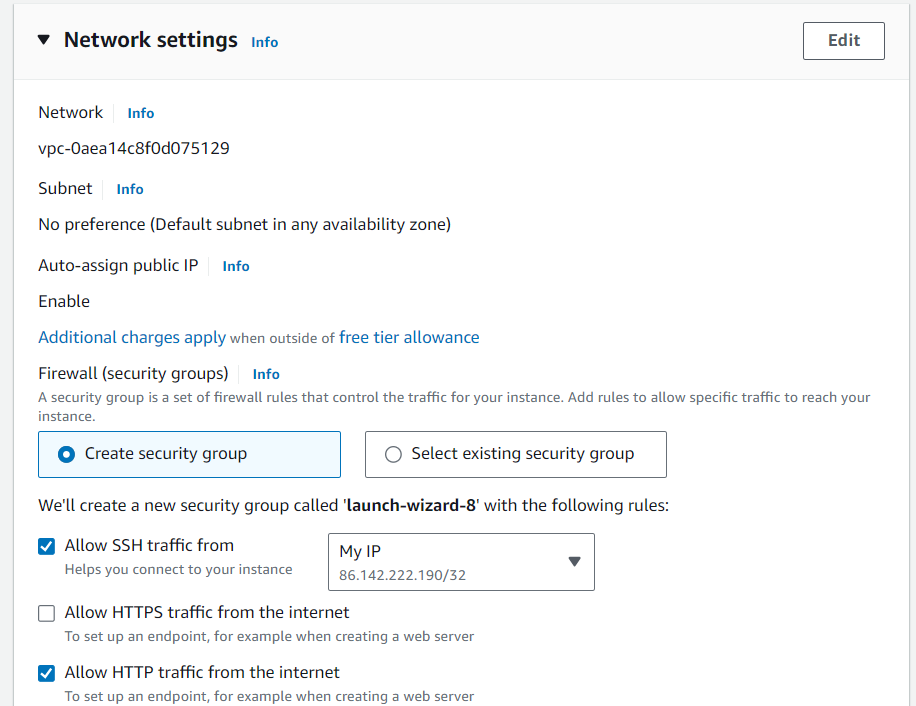 Network settings Info
Edit
Network Info
vpc-0aea14c8f0d075129
Subnet Info
No preference (Default subnet in any availability zone)
Auto-assign public IP Info
Enable
Additional charges apply when outside of free tier allowance
Firewall (security groups) Info
A security group is a set of firewall rules that control the traffic for your instance. Add rules to allow specific traffic to reach your
instance.
Create security group
Select existing security group
We'll create a new security group called 'launch-wizard-8' with the following rules:
Allow SSH traffic from
Helps you connect to your instance
My IP
86.142.222.190/32
Allow HTTPS traffic from the internet
To set up an endpoint, for example when creating a web server
Allow HTTP traffic from the internet
To set up an endpoint, for example when creating a web server